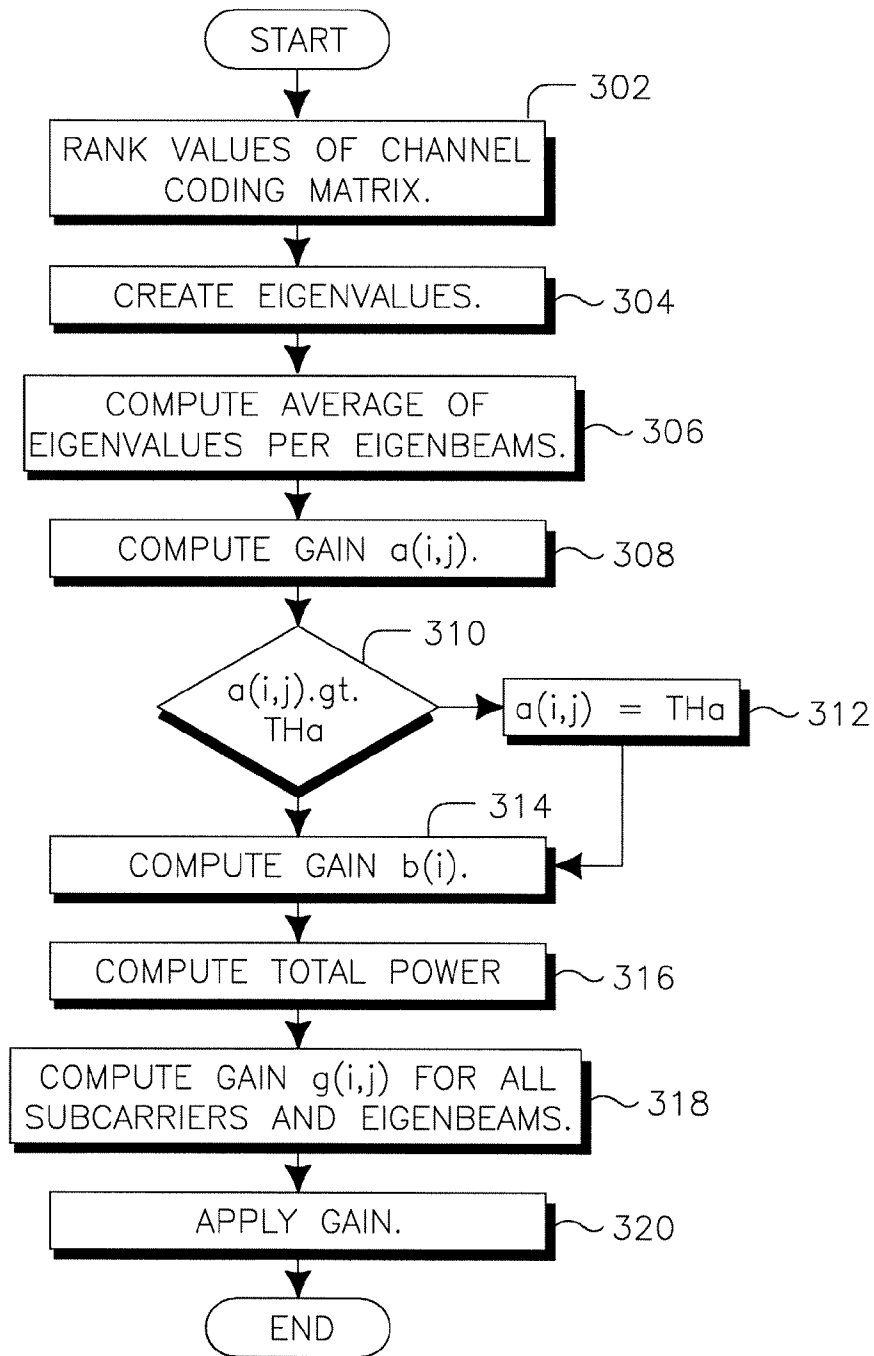 START
302
RANK VALUES OF CHANNEL
CODING MATRIX.
CREATE EIGENVALUES.
304
COMPUTE AVERAGE OF
EIGENVALUES PER EIGENBEAMS.
306
COMPUTE GAIN a(i,j).
308
310
a(i,j).gt.
THa
a(i,j) = THa
312
314
COMPUTE GAIN b(i).
COMPUTE TOTAL POWER
316
COMPUTE GAIN g(i,j) FOR ALL
SUBCARRIERS AND EIGENBEAMS.
318
APPLY GAIN.
320
END